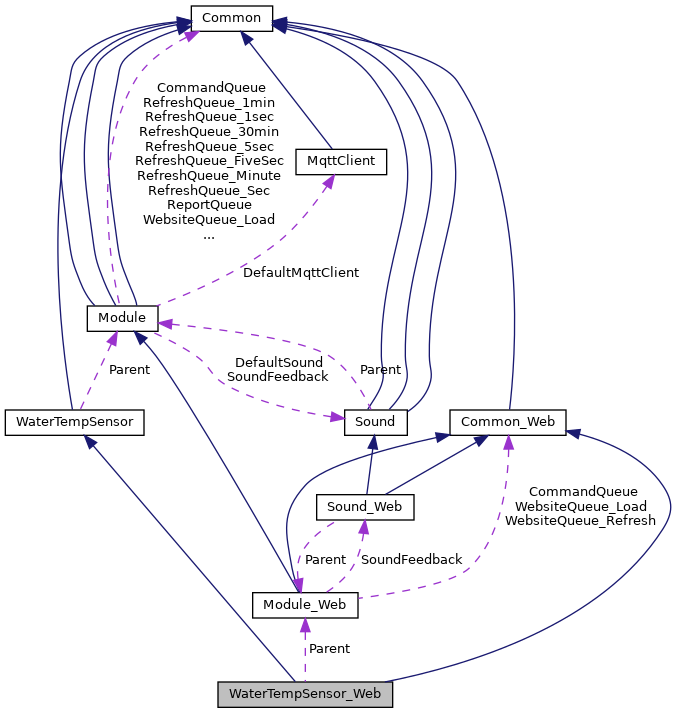 Common
CommandQueue
RefreshQueue_1min
RefreshQueue_1sec
RefreshQueue_30min
RefreshQueue_5sec
RefreshQueue_FiveSec
RefreshQueue_Minute
RefreshQueue_Sec
ReportQueue
WebsiteQueue_Load
...
MqttClient
DefaultMqttClient
Module
DefaultSound
SoundFeedback
Parent
Parent
WaterTempSensor
Sound
Common_Web
CommandQueue
WebsiteQueue_Load
WebsiteQueue_Refresh
Sound_Web
Parent
SoundFeedback
Module_Web
Parent
WaterTempSensor_Web